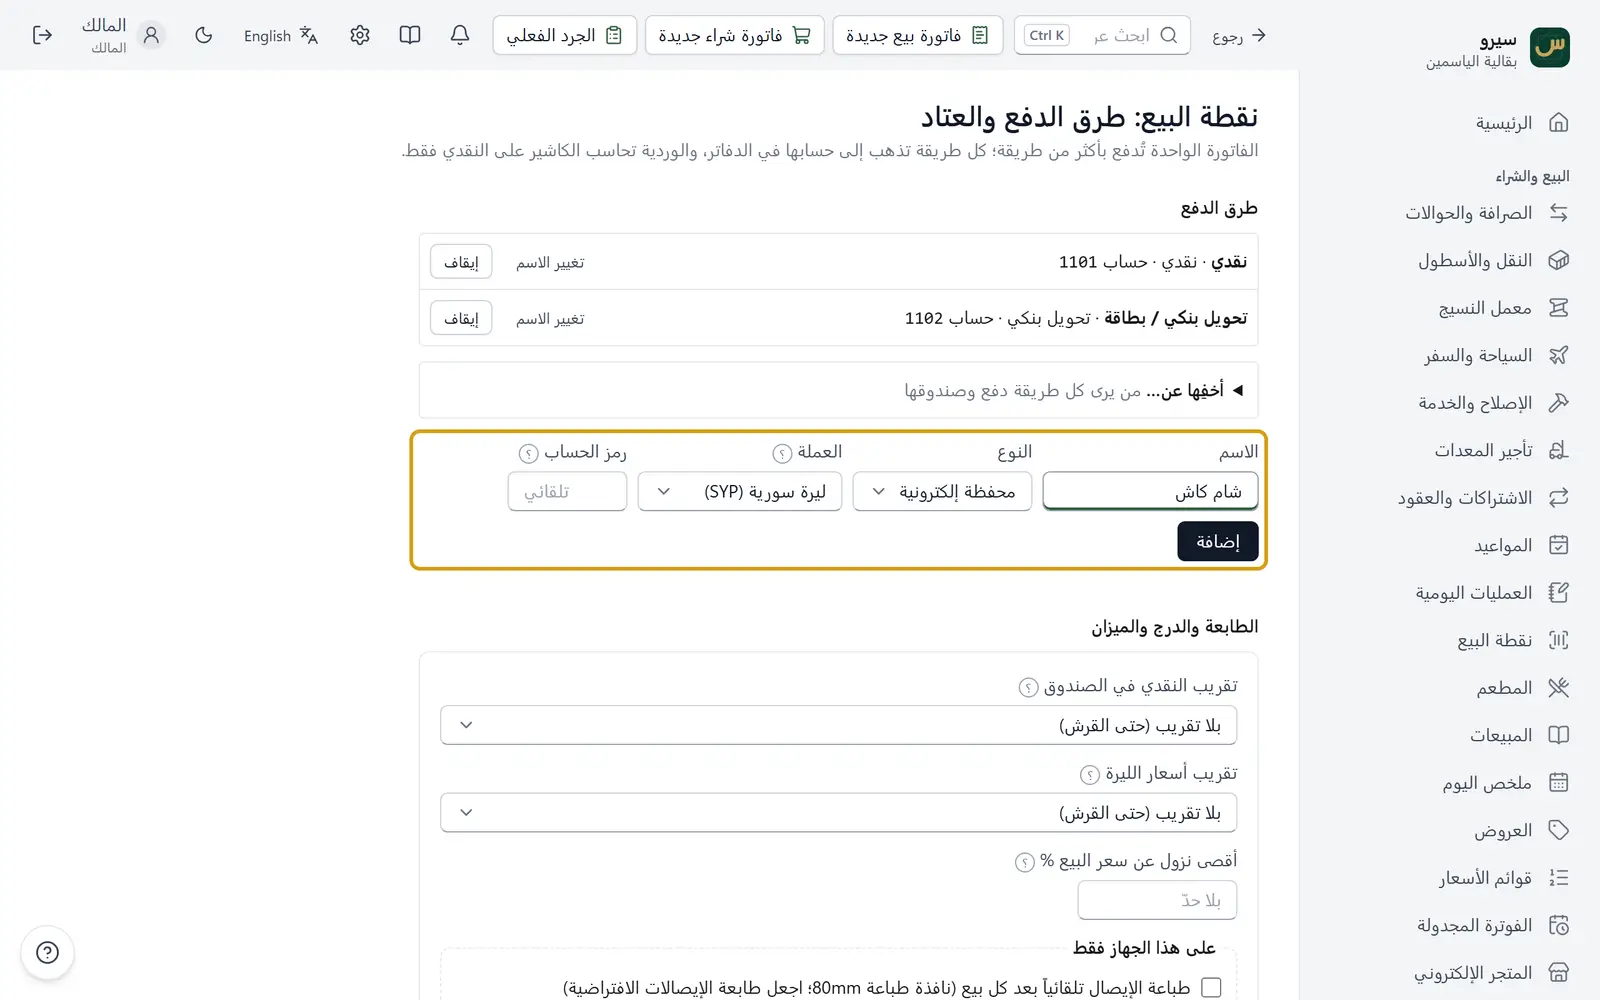 سيرو
بقالية الياسمين
رجوع
ابحث عن
Ctrl K
فاتورة بيع جديدة
فاتورة شراء جديدة
الجرد الفعلي
English
المالك
المالك
الرئيسية
البيع والشراء
الصرافة والحوالات
النقل والأسطول
معمل النسيج
السياحة والسفر
الإصلاح والخدمة
تأجير المعدات
الاشتراكات والعقود
المواعيد
العمليات اليومية
نقطة البيع
المطعم
المبيعات
ملخص اليوم
العروض
قوائم الأسعار
الفوترة المجدولة
المتجر الإلكتروني
نقطة البيع: طرق الدفع والعتاد
الفاتورة الواحدة تُدفع بأكثر من طريقة؛ كل طريقة تذهب إلى حسابها في الدفاتر، والوردية تحاسب الكاشير على النقدي فقط.
طرق الدفع
نقدي · نقدي · حساب 1101
تغيير الاسم
إيقاف
تحويل بنكي / بطاقة · تحويل بنكي · حساب 1102
تغيير الاسم
إيقاف
أخفِها عن... من يرى كل طريقة دفع وصندوقها
الاسم
النوع
العملة ؟
رمز الحساب ؟
شام كاش
محفظة إلكترونية
ليرة سورية (SYP)
تلقائي
إضافة
الطابعة والدرج والميزان
تقريب النقدي في الصندوق ؟
بلا تقريب (حتى القرش)
تقريب أسعار الليرة ؟
بلا تقريب (حتى القرش)
أقصى نزول عن سعر البيع % ؟
بلا حدّ
على هذا الجهاز فقط
طباعة الإيصال تلقائياً بعد كل بيع (نافذة طباعة 80mm؛ اجعل طابعة الإيصالات الافتراضية)